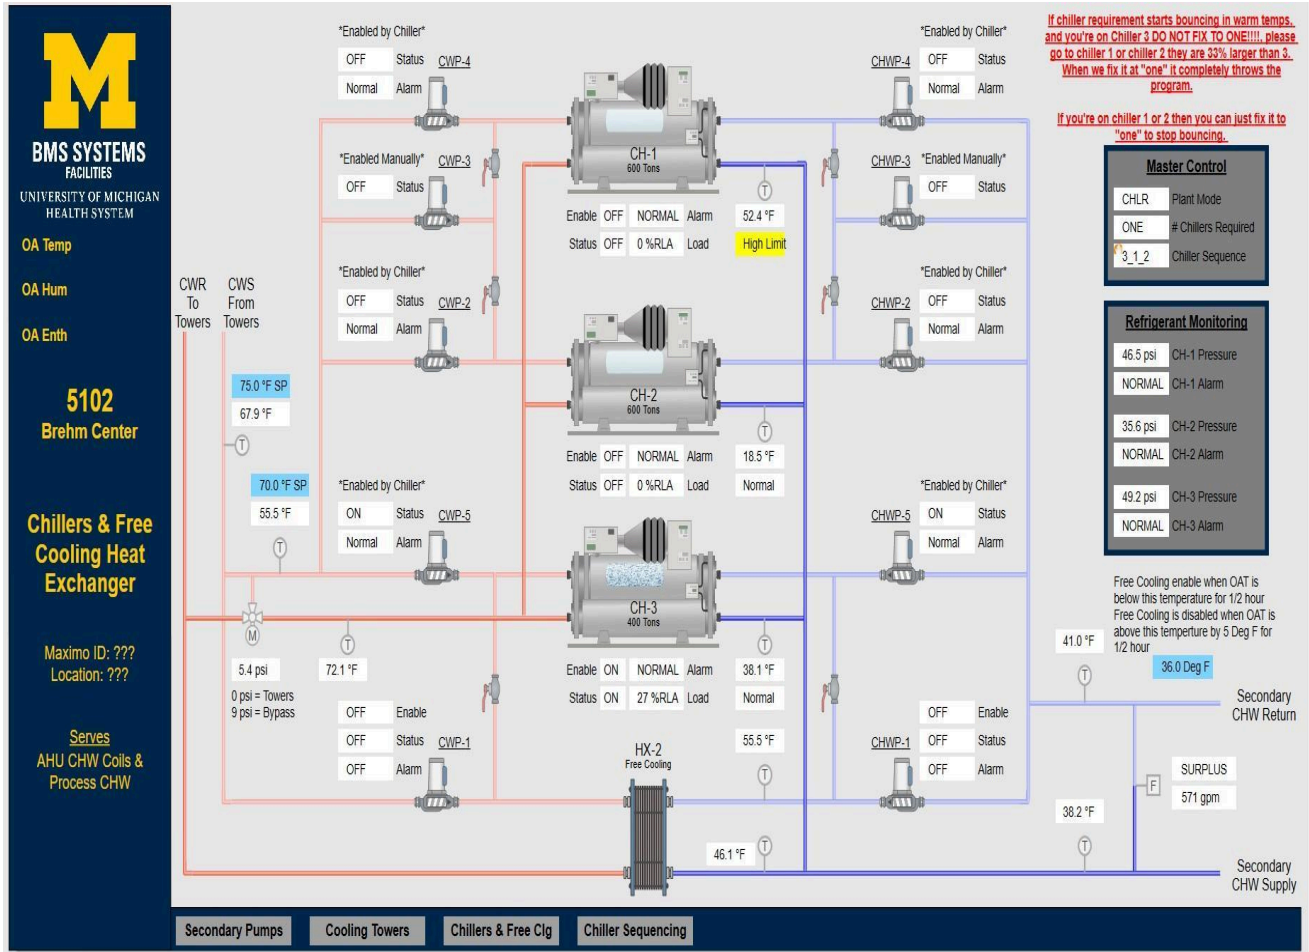 M
BMS SYSTEMS
FACILITIES
UNIVERSITY OF MICHIGAN
HEALTH SYSTEM
OA Temp
OA Hum
OA Enth
5102
Brehm Center
Chillers & Free
Cooling Heat
Exchanger
Maximo ID: ???
Location: ???
Serves
AHU CHW Coils &
Process CHW
CWR
To
Towers
CWS
From
Towers
75.0 °F SP
67.9 °F
T
70.0 °F SP
55.5 °F
T
M
5.4 psi
0 psi = Towers
9 psi = Bypass
T
72.1 °F
*Enabled by Chiller*
OFF Status CWP-4
Normal Alarm
*Enabled Manually* CWP-3
OFF Status
*Enabled by Chiller*
OFF Status CWP-2
Normal Alarm
*Enabled by Chiller*
ON Status CWP-5
Normal Alarm
OFF Enable
OFF Status CWP-1
OFF Alarm
CH-1
600 Tons
T
Enable OFF NORMAL Alarm 52.4 °F
Status OFF 0 %RLA Load High Limit
CH-2
600 Tons
T
Enable OFF NORMAL Alarm 18.5 °F
Status OFF 0 %RLA Load Normal
CH-3
400 Tons
T
Enable ON NORMAL Alarm 38.1 °F
Status ON 27 %RLA Load Normal
HX-2
Free Cooling
55.5 °F
T
46.1 °F
T
*Enabled by Chiller*
CHWP-4 OFF Status
Normal Alarm
CHWP-3 *Enabled Manually*
OFF Status
*Enabled by Chiller*
CHWP-2 OFF Status
Normal Alarm
*Enabled by Chiller*
CHWP-5 ON Status
Normal Alarm
OFF Enable
CHWP-1 OFF Status
OFF Alarm
If chiller requirement starts bouncing in warm temps,
and you're on Chiller 3 DO NOT FIX TO ONE!!!!, please
go to chiller 1 or chiller 2 they are 33% larger than 3.
When we fix it at "one" it completely throws the
program.
If you're on chiller 1 or 2 then you can just fix it to
"one" to stop bouncing.
Master Control
CHLR Plant Mode
ONE # Chillers Required
3_1_2 Chiller Sequence
Refrigerant Monitoring
46.5 psi CH-1 Pressure
NORMAL CH-1 Alarm
35.6 psi CH-2 Pressure
NORMAL CH-2 Alarm
49.2 psi CH-3 Pressure
NORMAL CH-3 Alarm
Free Cooling enable when OAT is
below this temperature for 1/2 hour
Free Cooling is disabled when OAT is
above this temperture by 5 Deg F for
1/2 hour
36.0 Deg F
41.0 °F
T
Secondary
CHW Return
F
SURPLUS
571 gpm
38.2 °F
T
Secondary
CHW Supply
Secondary Pumps
Cooling Towers
Chillers & Free Clg
Chiller Sequencing